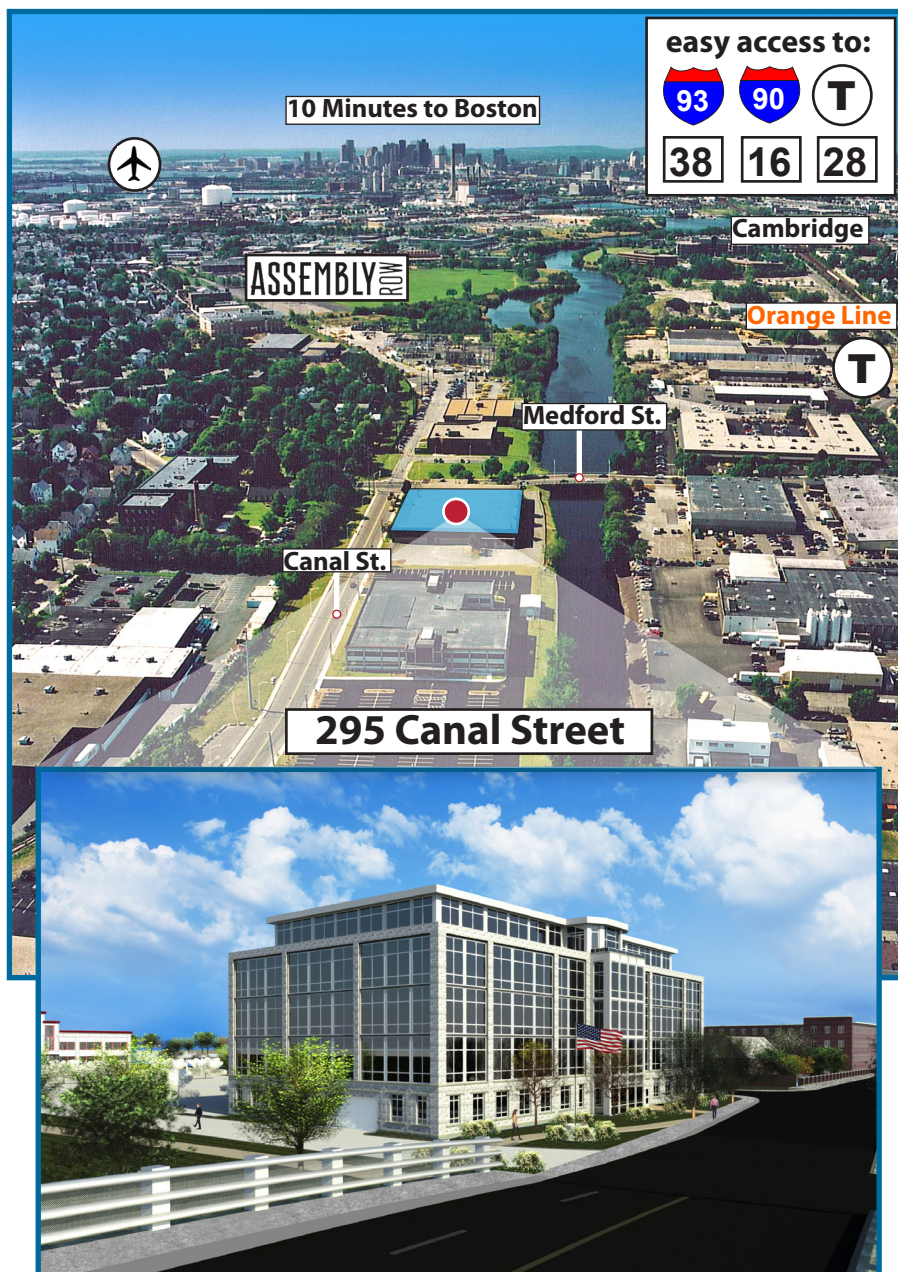 easy access to:
93 90 T
38 16 28
10 Minutes to Boston
Cambridge
ASSEMBLY ROW
Orange Line
T
Medford St.
Canal St.
295 Canal Street